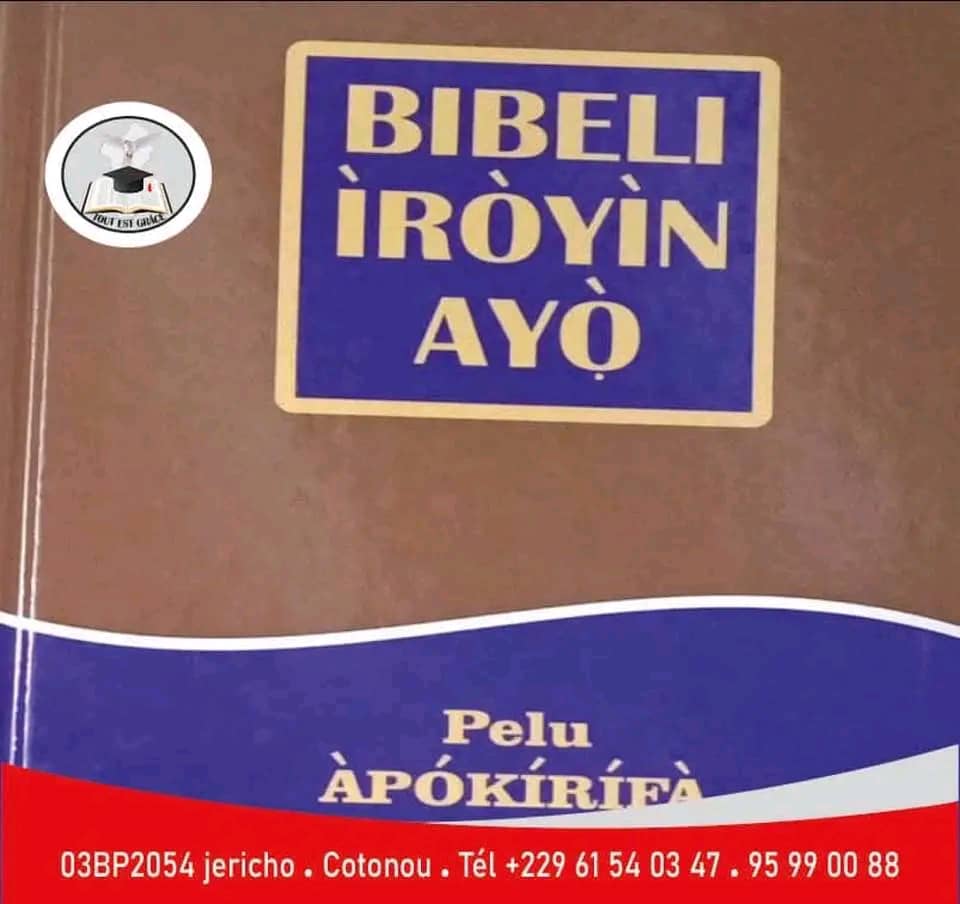 BIBELI
ÌRÒYÌN
AYỌ̀
TOUT EST GRÂCE
Pelu
ÀPÓKÍRÍFÀ
03BP2054 jericho . Cotonou . Tél +229 61 54 03 47 . 95 99 00 88